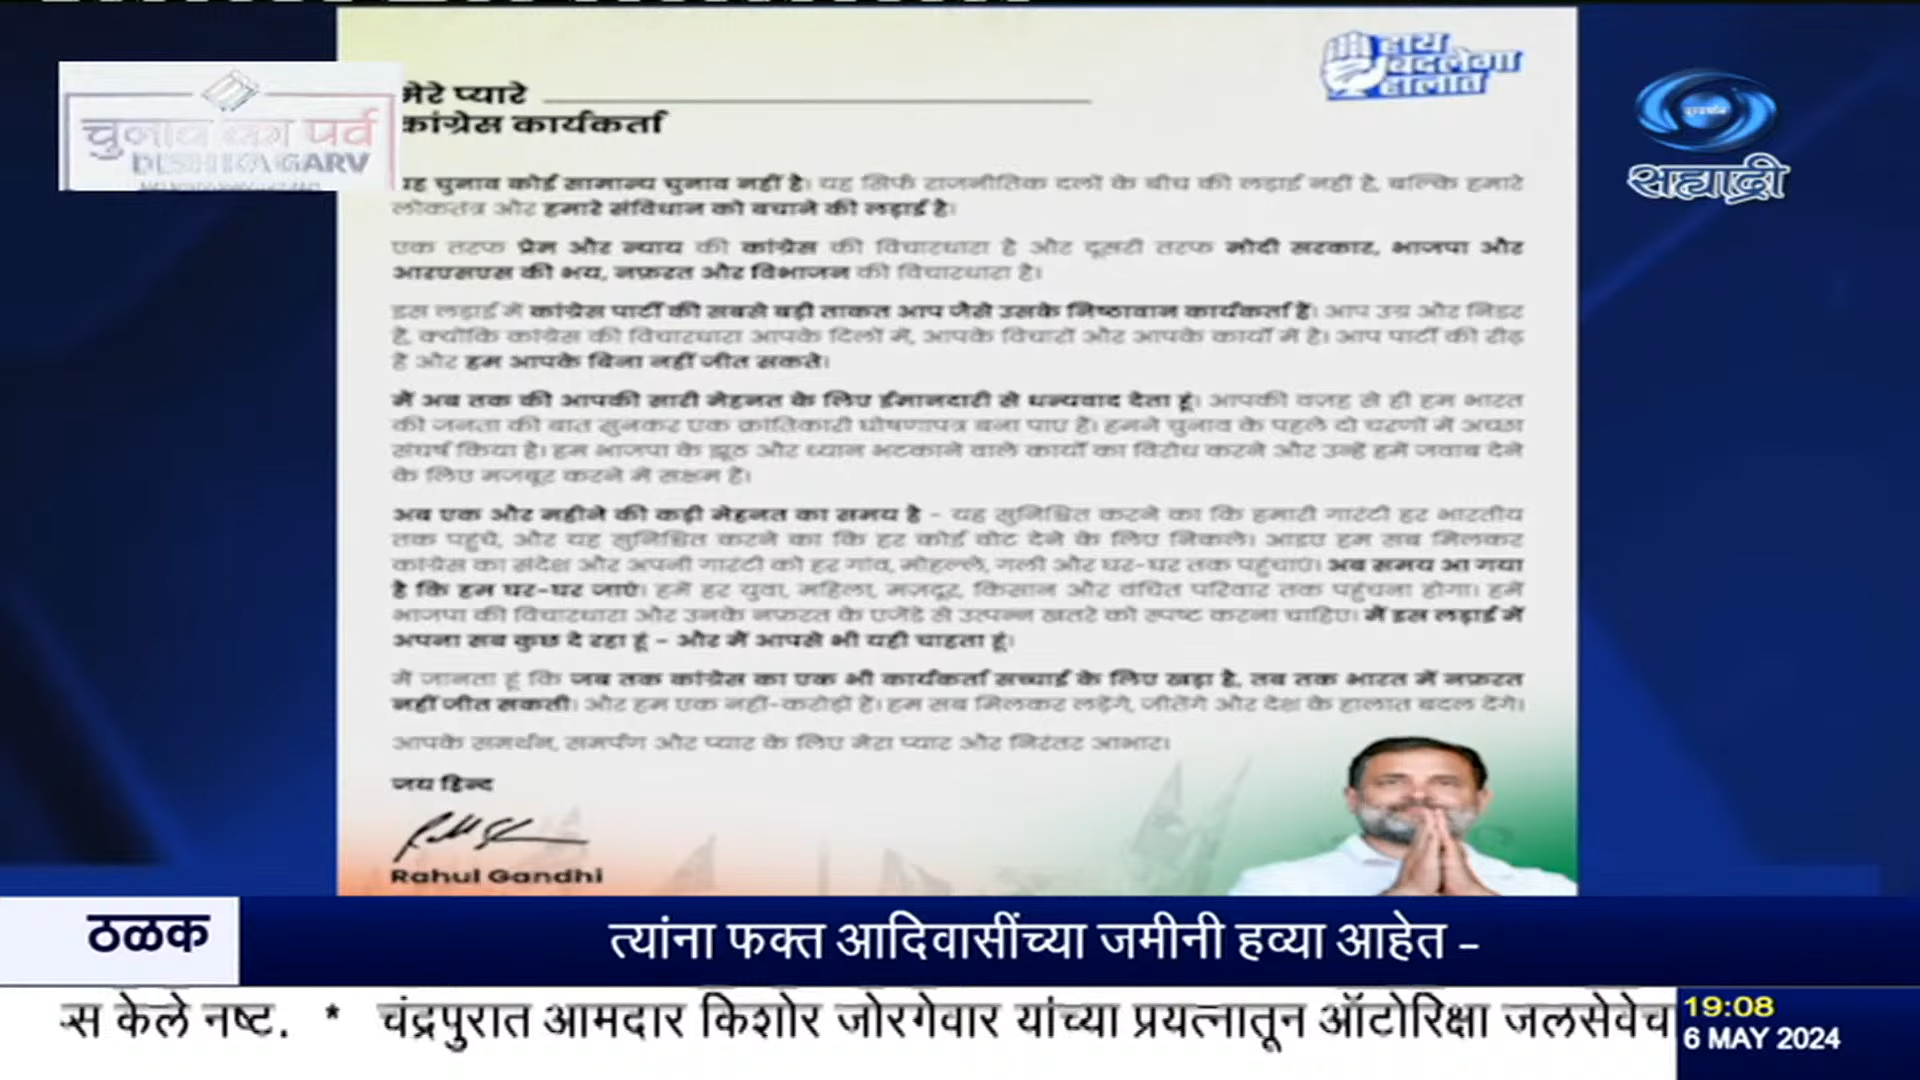 हाथ
बदलेगा
हालात
मेरे प्यारे
कांग्रेस कार्यकर्ता
चुनाव का पर्व
DESH KA GARV
सह्याद्री
यह चुनाव कोई सामान्य चुनाव नहीं है। यह सिर्फ राजनीतिक दलों के बीच की लड़ाई नहीं है, बल्कि हमारे
लोकतंत्र और हमारे संविधान को बचाने की लड़ाई है।
एक तरफ प्रेम और न्याय की कांग्रेस की विचारधारा है और दूसरी तरफ मोदी सरकार, भाजपा और
आरएसएस की भय, नफ़रत और विभाजन की विचारधारा है।
इस लड़ाई में कांग्रेस पार्टी की सबसे बड़ी ताकत आप जैसे उसके निष्ठावान कार्यकर्ता हैं। आप उग्र और निडर
हैं, क्योंकि कांग्रेस की विचारधारा आपके दिलों में, आपके विचारों और आपके कार्यों में है। आप पार्टी की रीढ़
हैं और हम आपके बिना नहीं जीत सकते।
मैं अब तक की आपकी सारी मेहनत के लिए ईमानदारी से धन्यवाद देता हूं। आपकी वज़ह से ही हम भारत
की जनता की बात सुनकर एक क्रांतिकारी घोषणापत्र बना पाए हैं। हमने चुनाव के पहले दो चरणों में अच्छा
संघर्ष किया है। हम भाजपा के झूठ और ध्यान भटकाने वाले कार्यों का विरोध करने और उन्हें हमें जवाब देने
के लिए मजबूर करने में सक्षम हैं।
अब एक और महीने की कड़ी मेहनत का समय है - यह सुनिश्चित करने का कि हमारी गारंटी हर भारतीय
तक पहुंचे, और यह सुनिश्चित करने का कि हर कोई वोट देने के लिए निकले। आइए हम सब मिलकर
कांग्रेस का संदेश और अपनी गारंटी को हर गांव, मोहल्ले, गली और घर-घर तक पहुंचाएं। अब समय आ गया
है कि हम घर-घर जाएं। हमें हर युवा, महिला, मज़दूर, किसान और वंचित परिवार तक पहुंचना होगा। हमें
भाजपा की विचारधारा और उनके नफ़रत के एजेंडे से उत्पन्न खतरे को स्पष्ट करना चाहिए। मैं इस लड़ाई में
अपना सब कुछ दे रहा हूं - और मैं आपसे भी यही चाहता हूं।
मैं जानता हूं कि जब तक कांग्रेस का एक भी कार्यकर्ता सच्चाई के लिए खड़ा है, तब तक भारत में नफ़रत
नहीं जीत सकती। और हम एक नहीं-करोड़ों हैं। हम सब मिलकर लड़ेंगे, जीतेंगे और देश के हालात बदल देंगे।
आपके समर्थन, समर्पण और प्यार के लिए मेरा प्यार और निरंतर आभार।
जय हिन्द
Rahul Gandhi
ठळक
त्यांना फक्त आदिवासींच्या जमीनी हव्या आहेत –
स केले नष्ट. * चंद्रपुरात आमदार किशोर जोरगेवार यांच्या प्रयत्नातून ऑटोरिक्षा जलसेवेच
19:08
6 MAY 2024